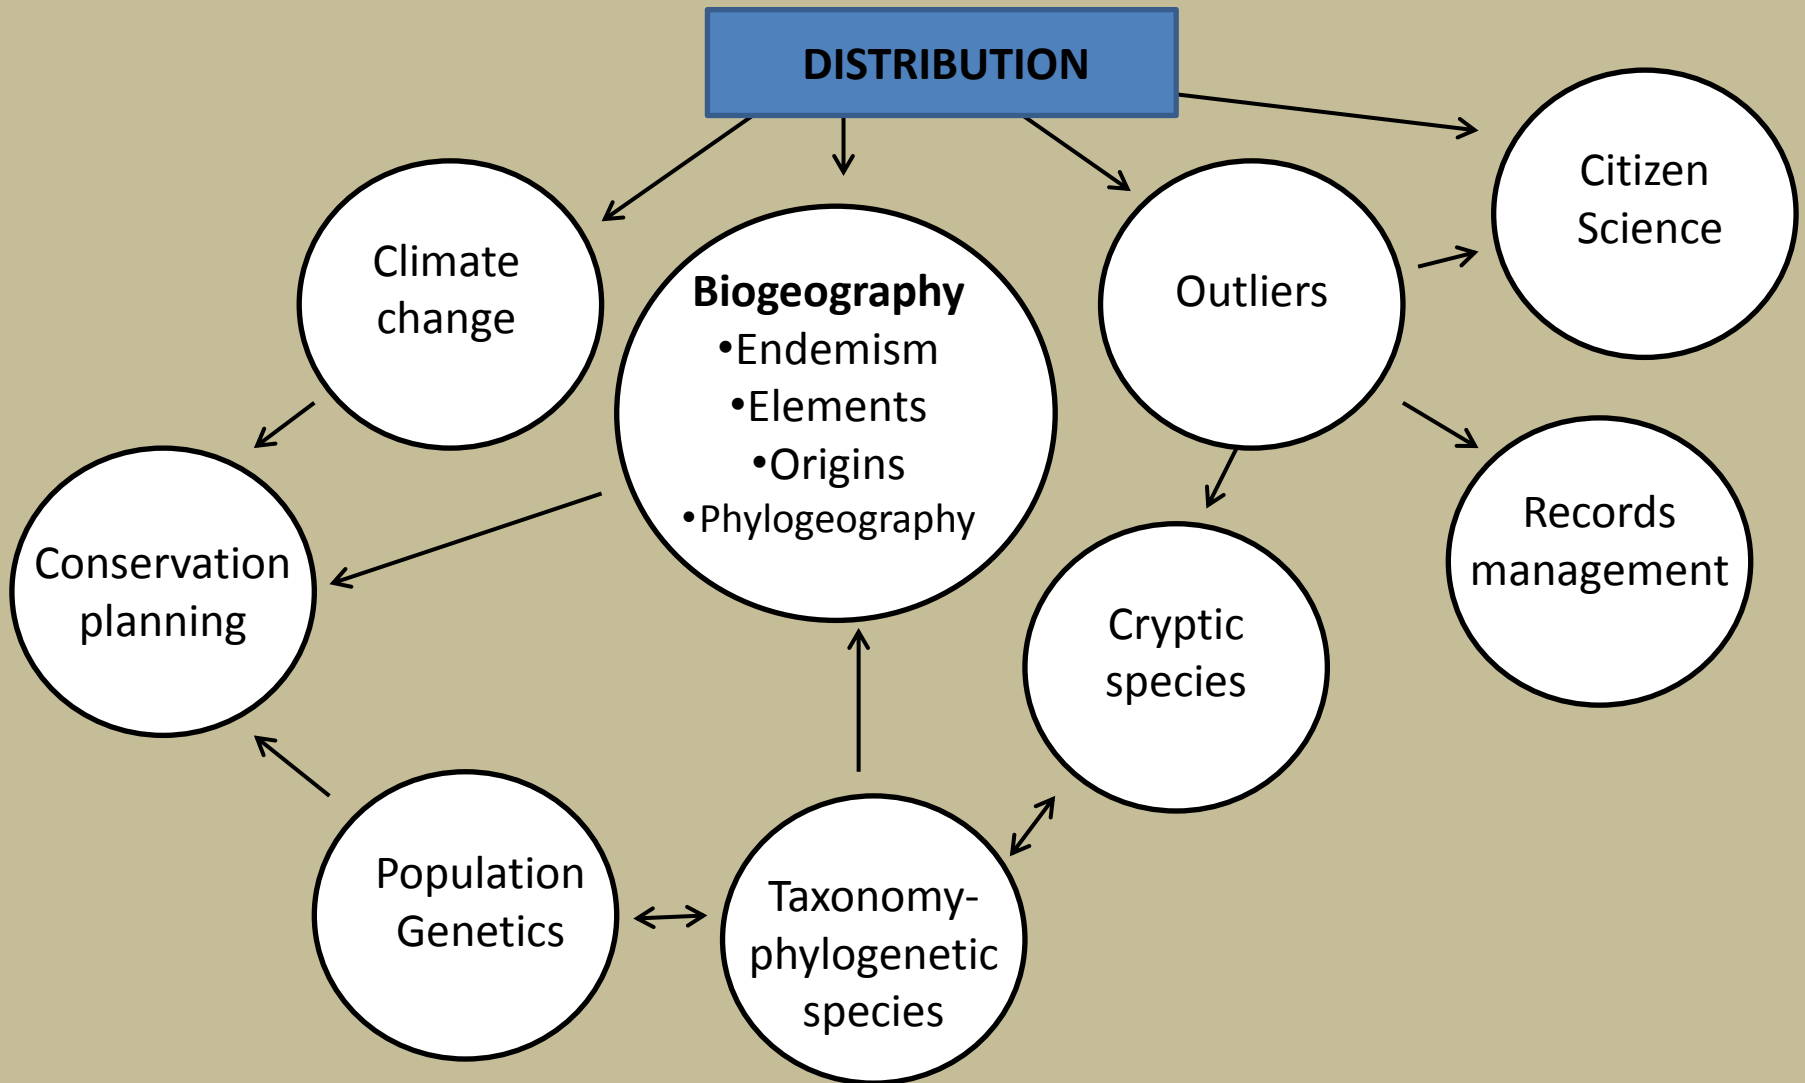 DISTRIBUTION
Climate
change
Biogeography
•Endemism
•Elements
•Origins
•Phylogeography
Outliers
Citizen
Science
Conservation
planning
Cryptic
species
Records
management
Population
Genetics
Taxonomy-
phylogenetic
species